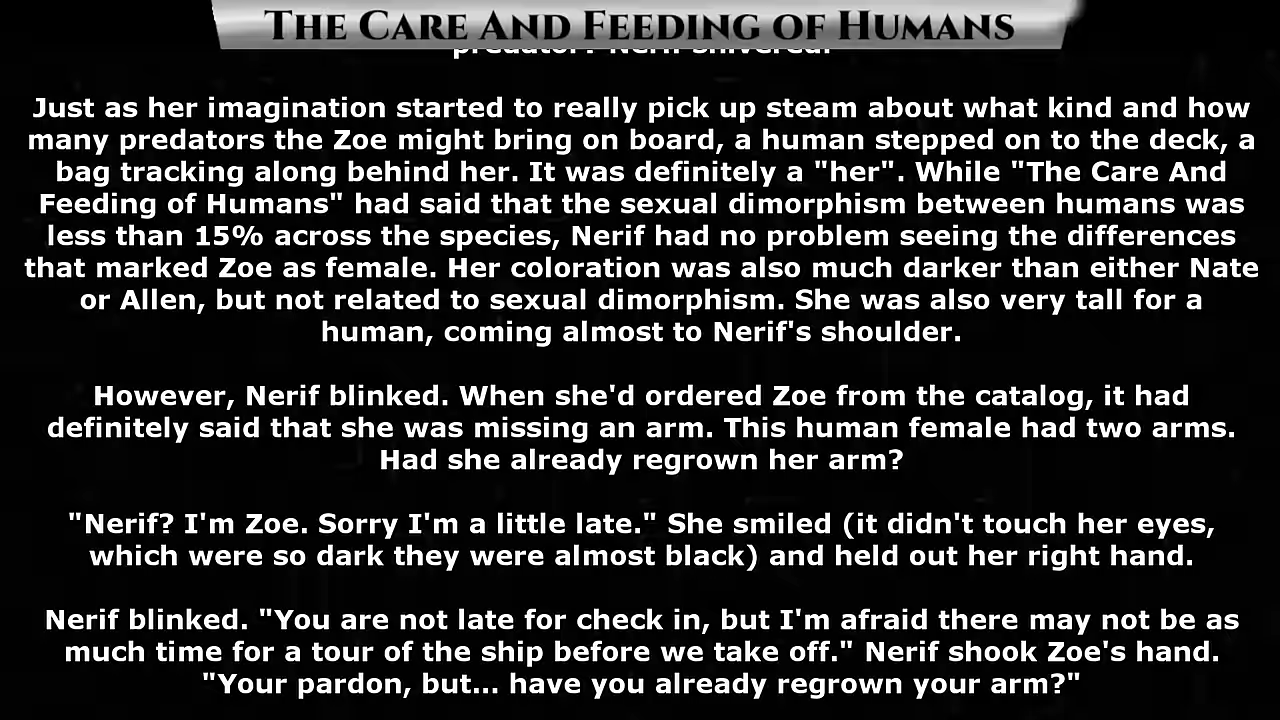 The Care And Feeding of Humans
predator? Nerif shivered.
Just as her imagination started to really pick up steam about what kind and how
many predators the Zoe might bring on board, a human stepped on to the deck, a
bag tracking along behind her. It was definitely a "her". While "The Care And
Feeding of Humans" had said that the sexual dimorphism between humans was
less than 15% across the species, Nerif had no problem seeing the differences
that marked Zoe as female. Her coloration was also much darker than either Nate
or Allen, but not related to sexual dimorphism. She was also very tall for a
human, coming almost to Nerif's shoulder.
However, Nerif blinked. When she'd ordered Zoe from the catalog, it had
definitely said that she was missing an arm. This human female had two arms.
Had she already regrown her arm?
"Nerif? I'm Zoe. Sorry I'm a little late." She smiled (it didn't touch her eyes,
which were so dark they were almost black) and held out her right hand.
Nerif blinked. "You are not late for check in, but I'm afraid there may not be as
much time for a tour of the ship before we take off." Nerif shook Zoe's hand.
"Your pardon, but... have you already regrown your arm?"